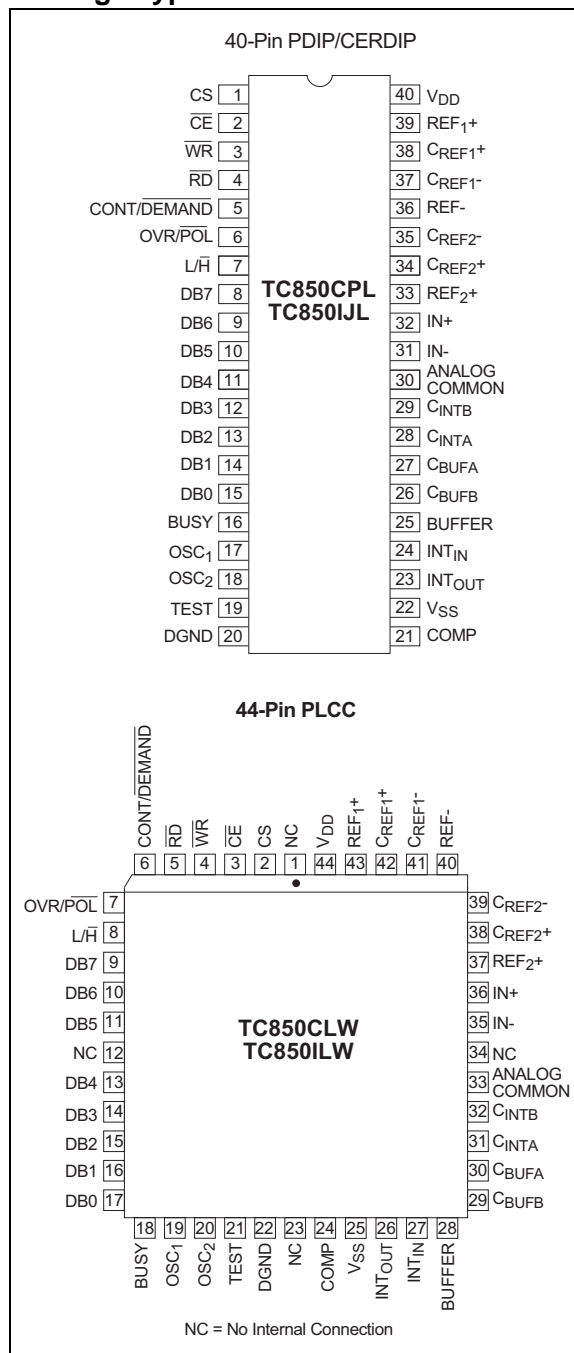 40-Pin PDIP/CERDIP
CS 1
CE 2
WR 3
RD 4
CONT/DEMAND 5
OVR/POL 6
L/H 7
DB7 8
DB6 9
DB5 10
DB4 11
DB3 12
DB2 13
DB1 14
DB0 15
BUSY 16
OSC1 17
OSC2 18
TEST 19
DGND 20
TC850CPL
TC850IJL
40 VDD
39 REF1+
38 CREF1+
37 CREF1-
36 REF-
35 CREF2-
34 CREF2+
33 REF2+
32 IN+
31 IN-
30 ANALOG
COMMON
29 CINTB
28 CINTA
27 CBUFA
26 CBUFB
25 BUFFER
24 INTIN
23 INTOUT
22 VSS
21 COMP
44-Pin PLCC
CONT/DEMAND 6
RD 5
WR 4
CE 3
CS 2
NC 1
VDD 44
REF1+ 43
CREF1+ 42
CREF1- 41
REF- 40
OVR/POL 7
L/H 8
DB7 9
DB6 10
DB5 11
NC 12
DB4 13
DB3 14
DB2 15
DB1 16
DB0 17
TC850CLW
TC850ILW
39 CREF2-
38 CREF2+
37 REF2+
36 IN+
35 IN-
34 NC
33 ANALOG
COMMON
32 CINTB
31 CINTA
30 CBUFA
29 CBUFB
18 BUSY
19 OSC1
20 OSC2
21 TEST
22 DGND
23 NC
24 COMP
25 VSS
26 INTOUT
27 INTIN
28 BUFFER
NC = No Internal Connection